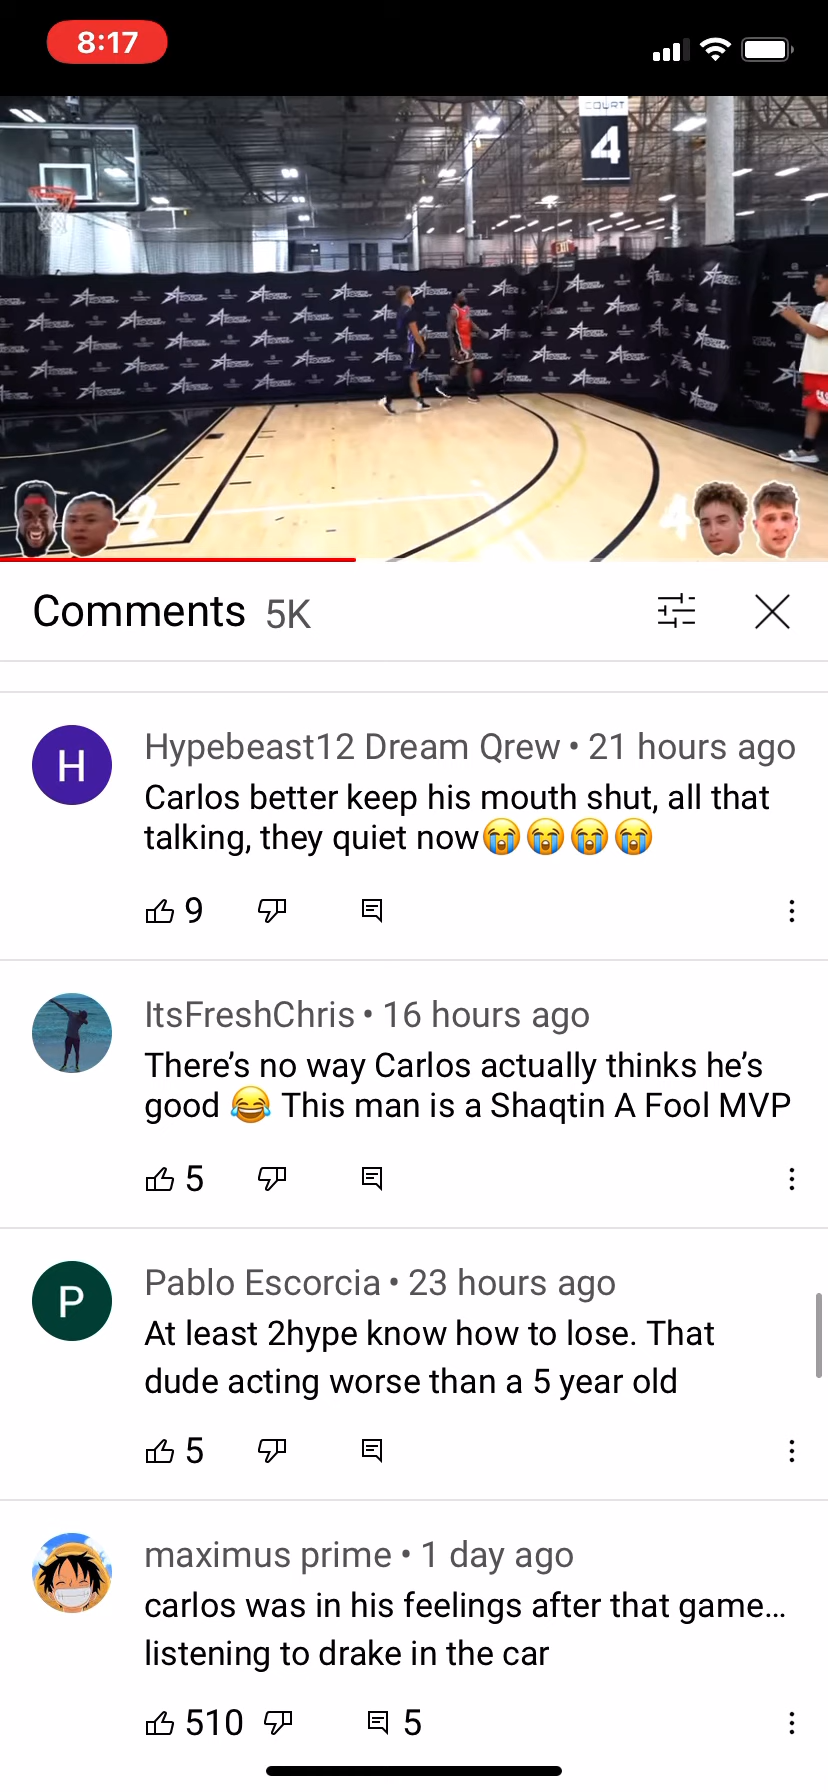 8:17
COURT
4
EXIT
2
4
Comments 5K
H
Hypebeast12 Dream Qrew • 21 hours ago
Carlos better keep his mouth shut, all that
talking, they quiet now😭😭😭😭
9
ItsFreshChris • 16 hours ago
There’s no way Carlos actually thinks he’s
good 😂 This man is a Shaqtin A Fool MVP
5
P
Pablo Escorcia • 23 hours ago
At least 2hype know how to lose. That
dude acting worse than a 5 year old
5
maximus prime • 1 day ago
carlos was in his feelings after that game...
listening to drake in the car
510 5